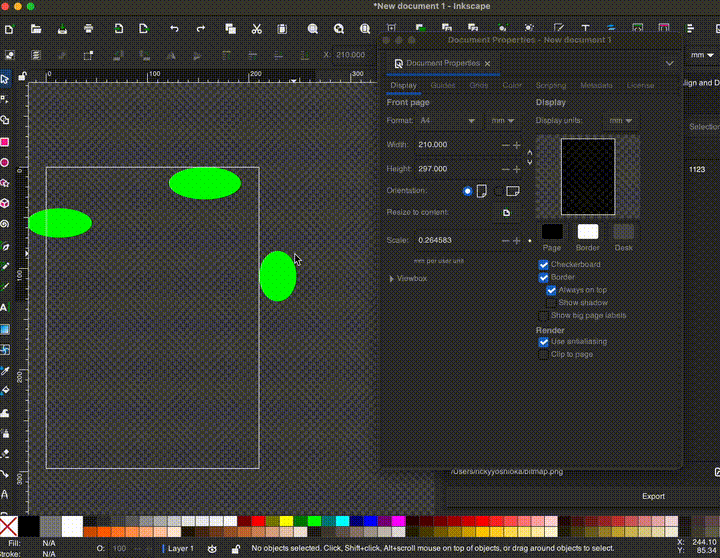 *New document 1 - Inkscape
X: 210.000
mm
Document Properties - New document 1
Document Properties
Display Guides Grids Color Scripting Metadata License
Front page
Format: A4 mm
Width: 210.000
Height: 297.000
Orientation:
Resize to content:
Scale: 0.264583
mm per user unit
Viewbox
Display
Display units: mm
Page Border Desk
Checkerboard
Border
Always on top
Show shadow
Show big page labels
Render
Use antialiasing
Clip to page
lign and D
Selection
1123
0 100 200 300
0
100
200
300
/Users/rickyyoshioka/bitmap.png
Export
Fill: N/A
Stroke: N/A
O: 100
Layer 1
No objects selected. Click, Shift+click, Alt+scroll mouse on top of objects, or drag around objects to select.
X: 244.10
Y: 85.34